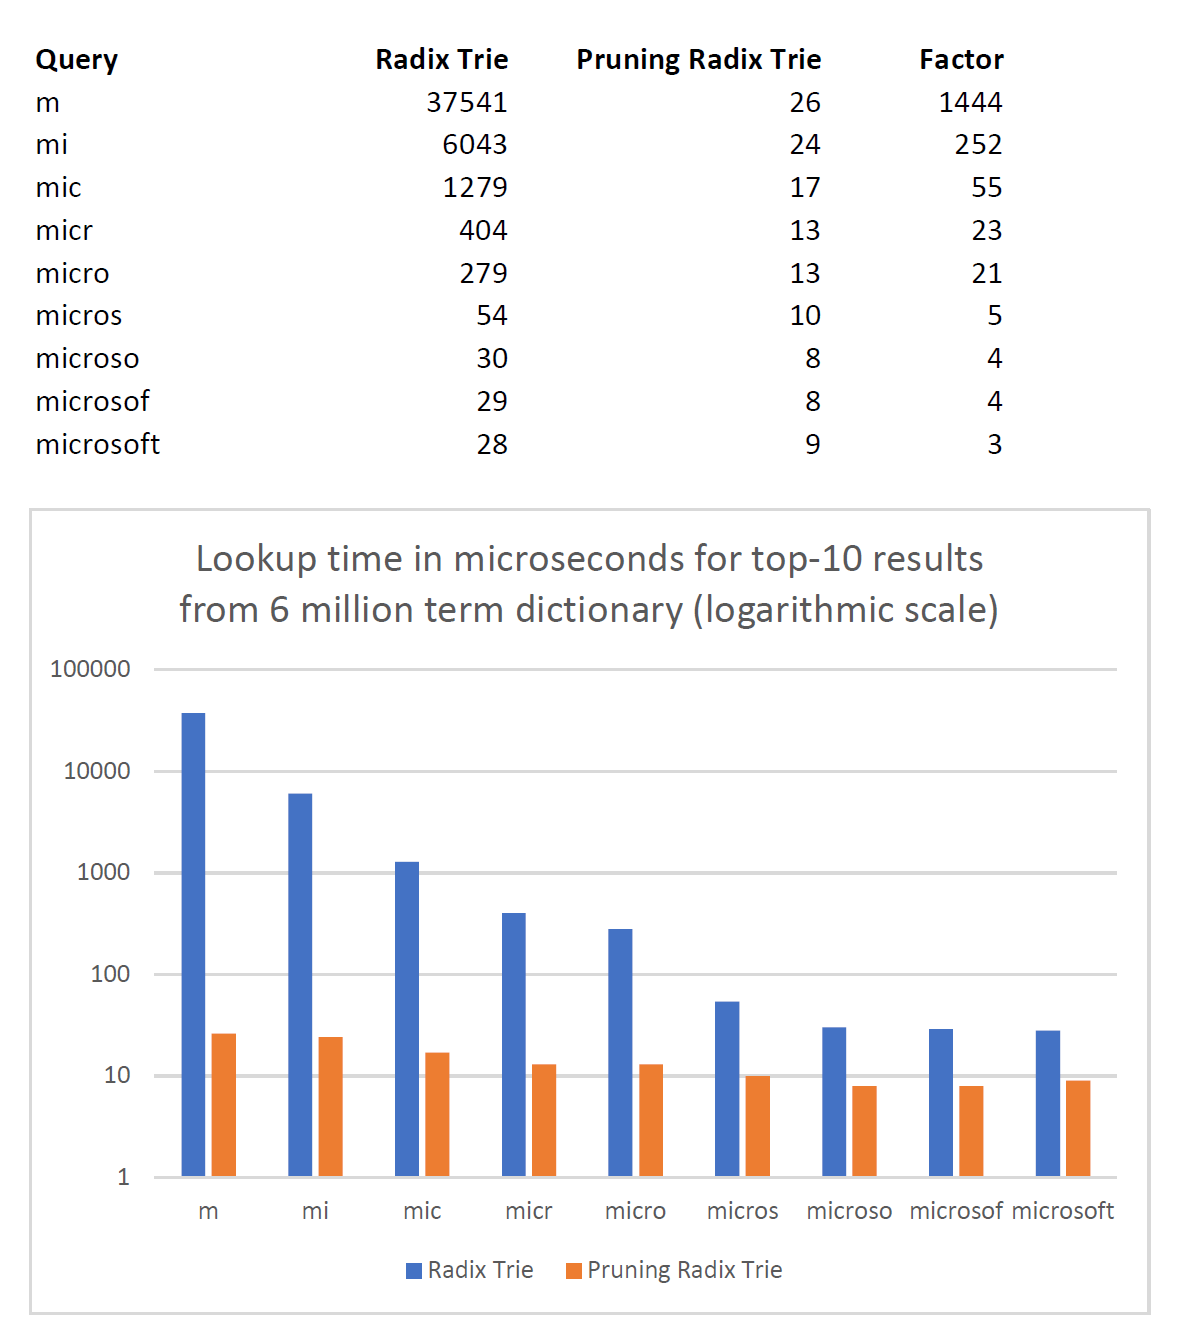 Query Radix Trie Pruning Radix Trie Factor
m 37541 26 1444
mi 6043 24 252
mic 1279 17 55
micr 404 13 23
micro 279 13 21
micros 54 10 5
microso 30 8 4
microsof 29 8 4
microsoft 28 9 3
Lookup time in microseconds for top-10 results
from 6 million term dictionary (logarithmic scale)
100000
10000
1000
100
10
1
m mi mic micr micro micros microso microsof microsoft
Radix Trie Pruning Radix Trie